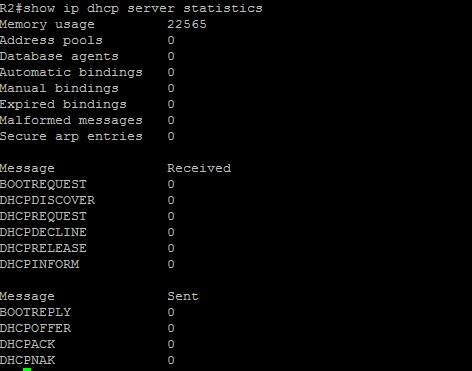 R2#show ip dhcp server statistics
Memory usage 22565
Address pools 0
Database agents 0
Automatic bindings 0
Manual bindings 0
Expired bindings 0
Malformed messages 0
Secure arp entries 0
Message Received
BOOTREQUEST 0
DHCPDISCOVER 0
DHCPREQUEST 0
DHCPDECLINE 0
DHCPRELEASE 0
DHCPINFORM 0
Message Sent
BOOTREPLY 0
DHCPOFFER 0
DHCPACK 0
DHCPNAK 0